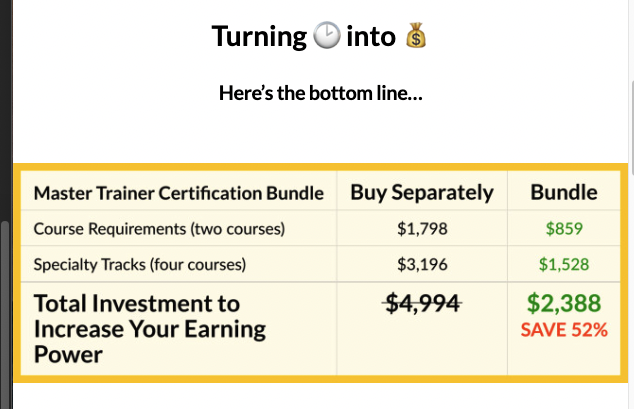 Turning 🕑 into 💰
Here's the bottom line...
Master Trainer Certification Bundle Buy Separately Bundle
Course Requirements (two courses) $1,798 $859
Specialty Tracks (four courses) $3,196 $1,528
Total Investment to $4,994 $2,388
Increase Your Earning SAVE 52%
Power